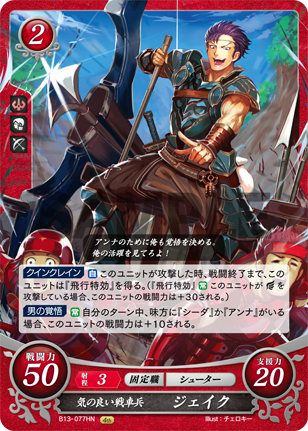 2
アンナのために俺も覚悟を決める。
俺の活躍を見てろよ！
クインクレイン 自 このユニットが攻撃した時、戦闘終了まで、このユ
ニットは『飛行特効』を得る。（『飛行特効』 常 このユニットが
を攻撃している場合、このユニットの戦闘力は＋30される。）
男の覚悟 常 自分のターン中、味方に『シーダ』か『アンナ』がいる
場合、このユニットの戦闘力は＋10される。
戦闘力 50
射程 3 固定職 シューター
支援力 20
気の良い戦車兵 ジェイク
B13-077HN 4th Illust：チェロキー